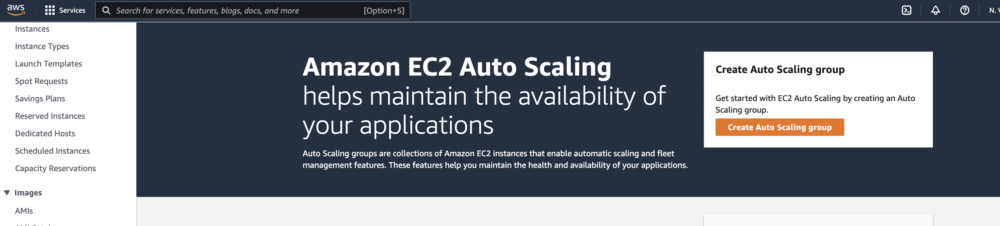 aws
Services
Search for services, features, blogs, docs, and more
[Option+S]
N.
Instances
Instance Types
Launch Templates
Spot Requests
Savings Plans
Reserved Instances
Dedicated Hosts
Scheduled Instances
Capacity Reservations
Images
AMIs
Amazon EC2 Auto Scaling
helps maintain the availability of
your applications
Auto Scaling groups are collections of Amazon EC2 instances that enable automatic scaling and fleet
management features. These features help you maintain the health and availability of your applications.
Create Auto Scaling group
Get started with EC2 Auto Scaling by creating an Auto
Scaling group.
Create Auto Scaling group